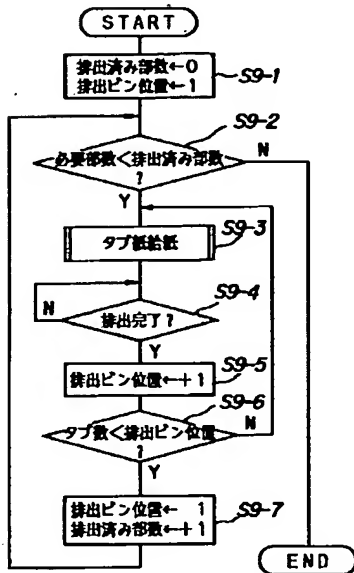 START
排出済み部数←0
排出ビン位置←1
S9-1
S9-2
必要部数<排出済み部数
?
N
Y
タブ紙給紙
S9-3
S9-4
N
排出完了?
Y
S9-5
排出ビン位置←+1
S9-6
タブ数<排出ビン位置
?
N
Y
排出ビン位置← 1
排出済み部数←+1
S9-7
END